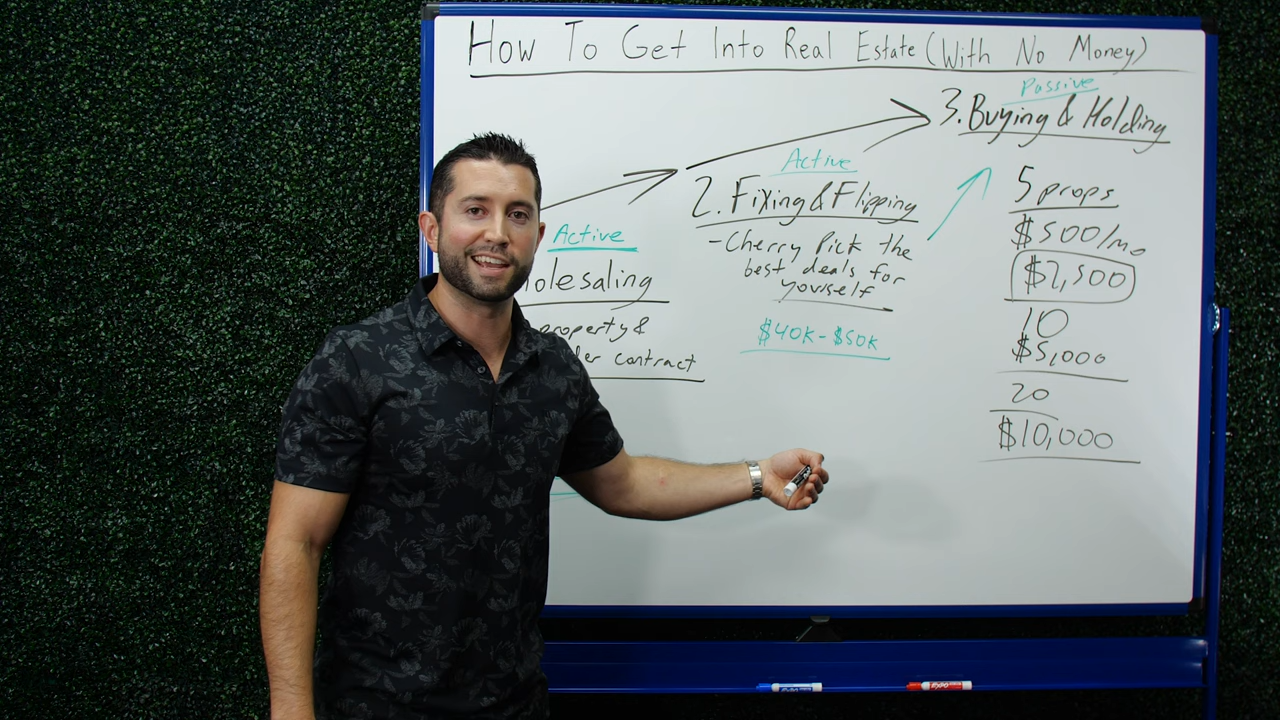 How To Get Into Real Estate (With No Money)
Active
olesaling
property &
der contract
Active
2. Fixing & Flipping
- Cherry Pick the
best deals for
yourself
$40K - $50K
Passive
3. Buying & Holding
5 props
$500/mo
$2,500
10
$5,000
20
$10,000
EXPO